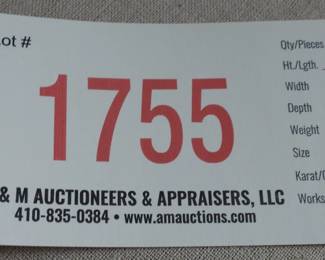 Lot #
1755
& M AUCTIONEERS & APPRAISERS, LLC
410-835-0384 • www.amauctions.com
Qty/Pieces
Ht./Lgth.
Width
Depth
Weight
Size
Karat/
Works